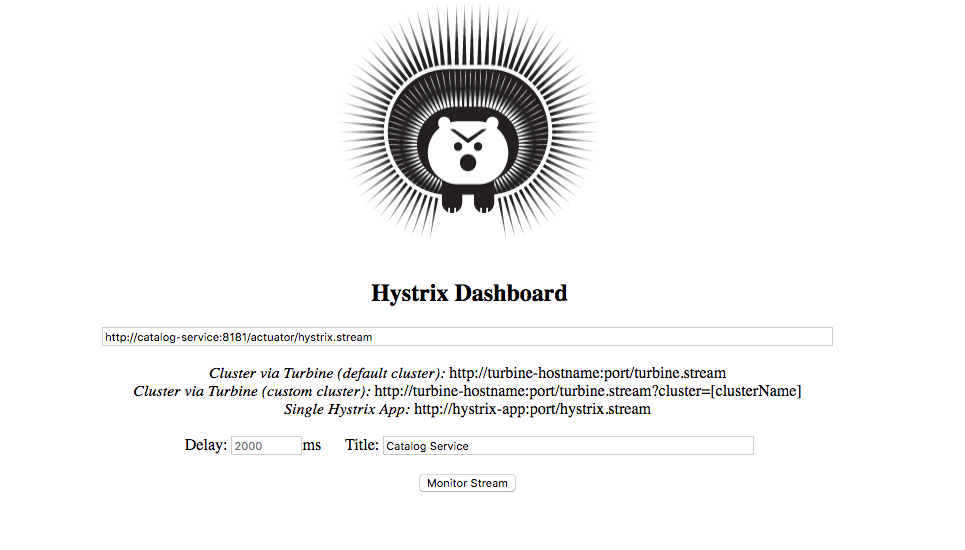 Hystrix Dashboard
http://catalog-service:8181/actuator/hystrix.stream
Cluster via Turbine (default cluster): http://turbine-hostname:port/turbine.stream
Cluster via Turbine (custom cluster): http://turbine-hostname:port/turbine.stream?cluster=[clusterName]
Single Hystrix App: http://hystrix-app:port/hystrix.stream
Delay: 2000 ms Title: Catalog Service
Monitor Stream